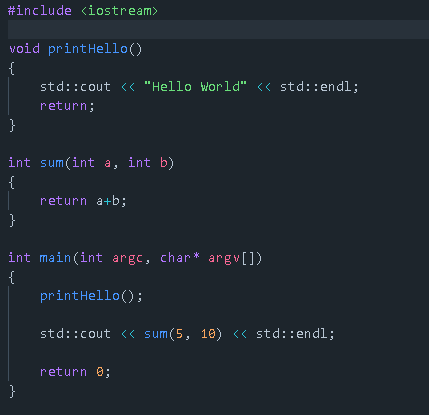 #include <iostream>
void printHello()
{
    std::cout << "Hello World" << std::endl;
    return;
}
int sum(int a, int b)
{
    return a+b;
}
int main(int argc, char* argv[])
{
    printHello();
    std::cout << sum(5, 10) << std::endl;
    return 0;
}